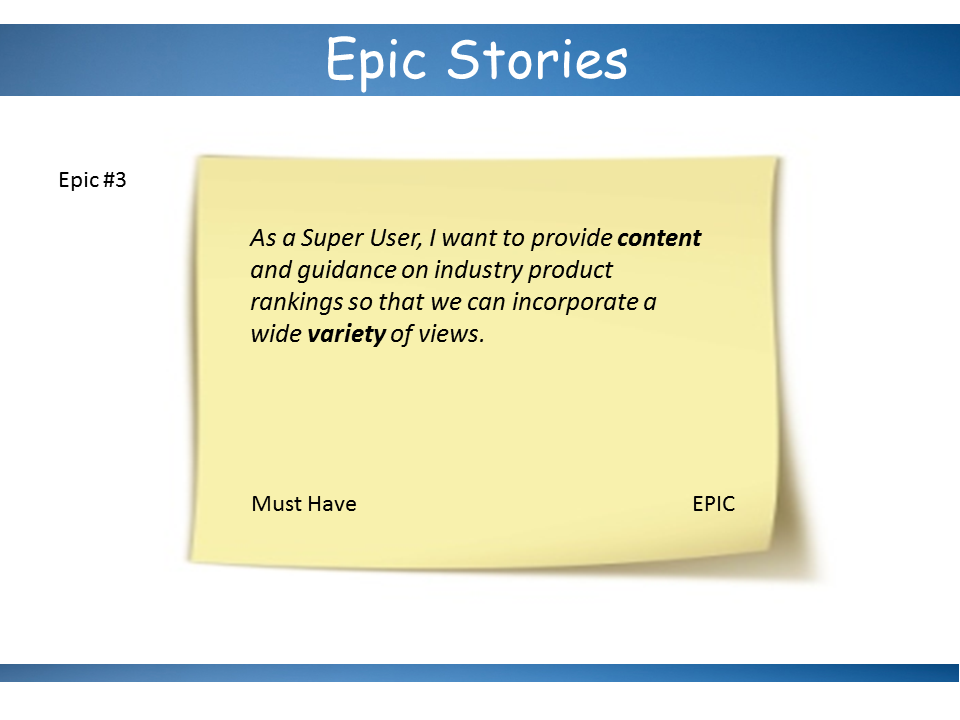 Epic Stories
Epic #3
As a Super User, I want to provide content
and guidance on industry product
rankings so that we can incorporate a
wide variety of views.
Must Have
EPIC